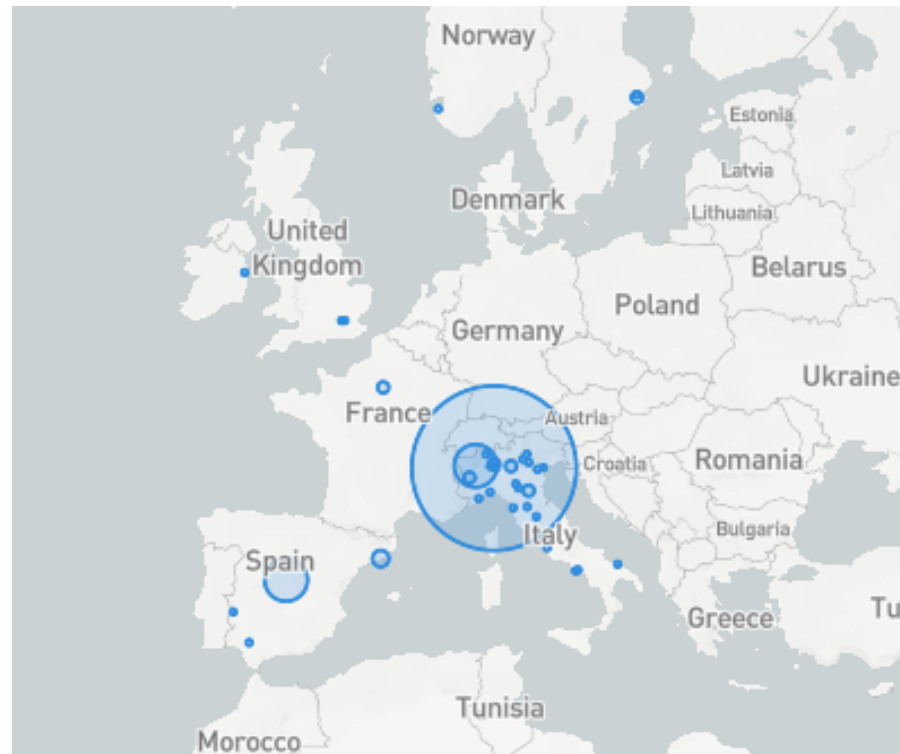 Norway
Estonia
Latvia
Denmark
Lithuania
United
Kingdom
Belarus
Poland
Germany
Ukraine
France
Austria
Croatia
Romania
Bulgaria
Italy
Spain
Greece
Tu
Tunisia
Morocco